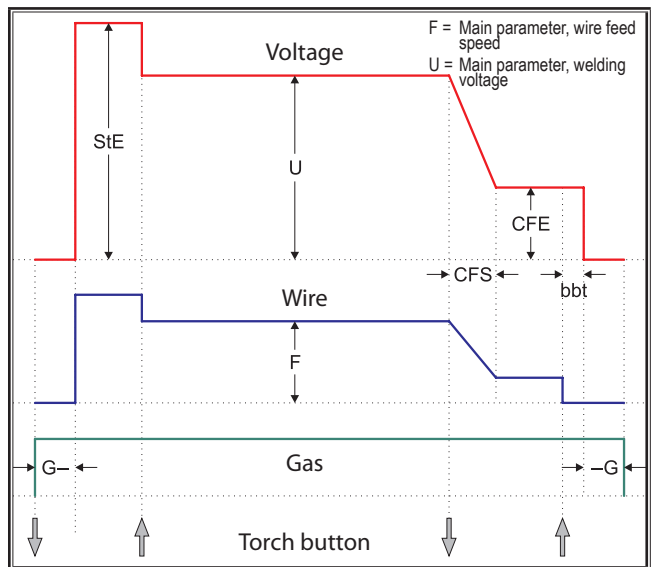 F = Main parameter, wire feed
speed
U = Main parameter, welding
voltage
Voltage
StE
U
CFE
CFS
bbt
Wire
F
Gas
G–
–G
Torch button